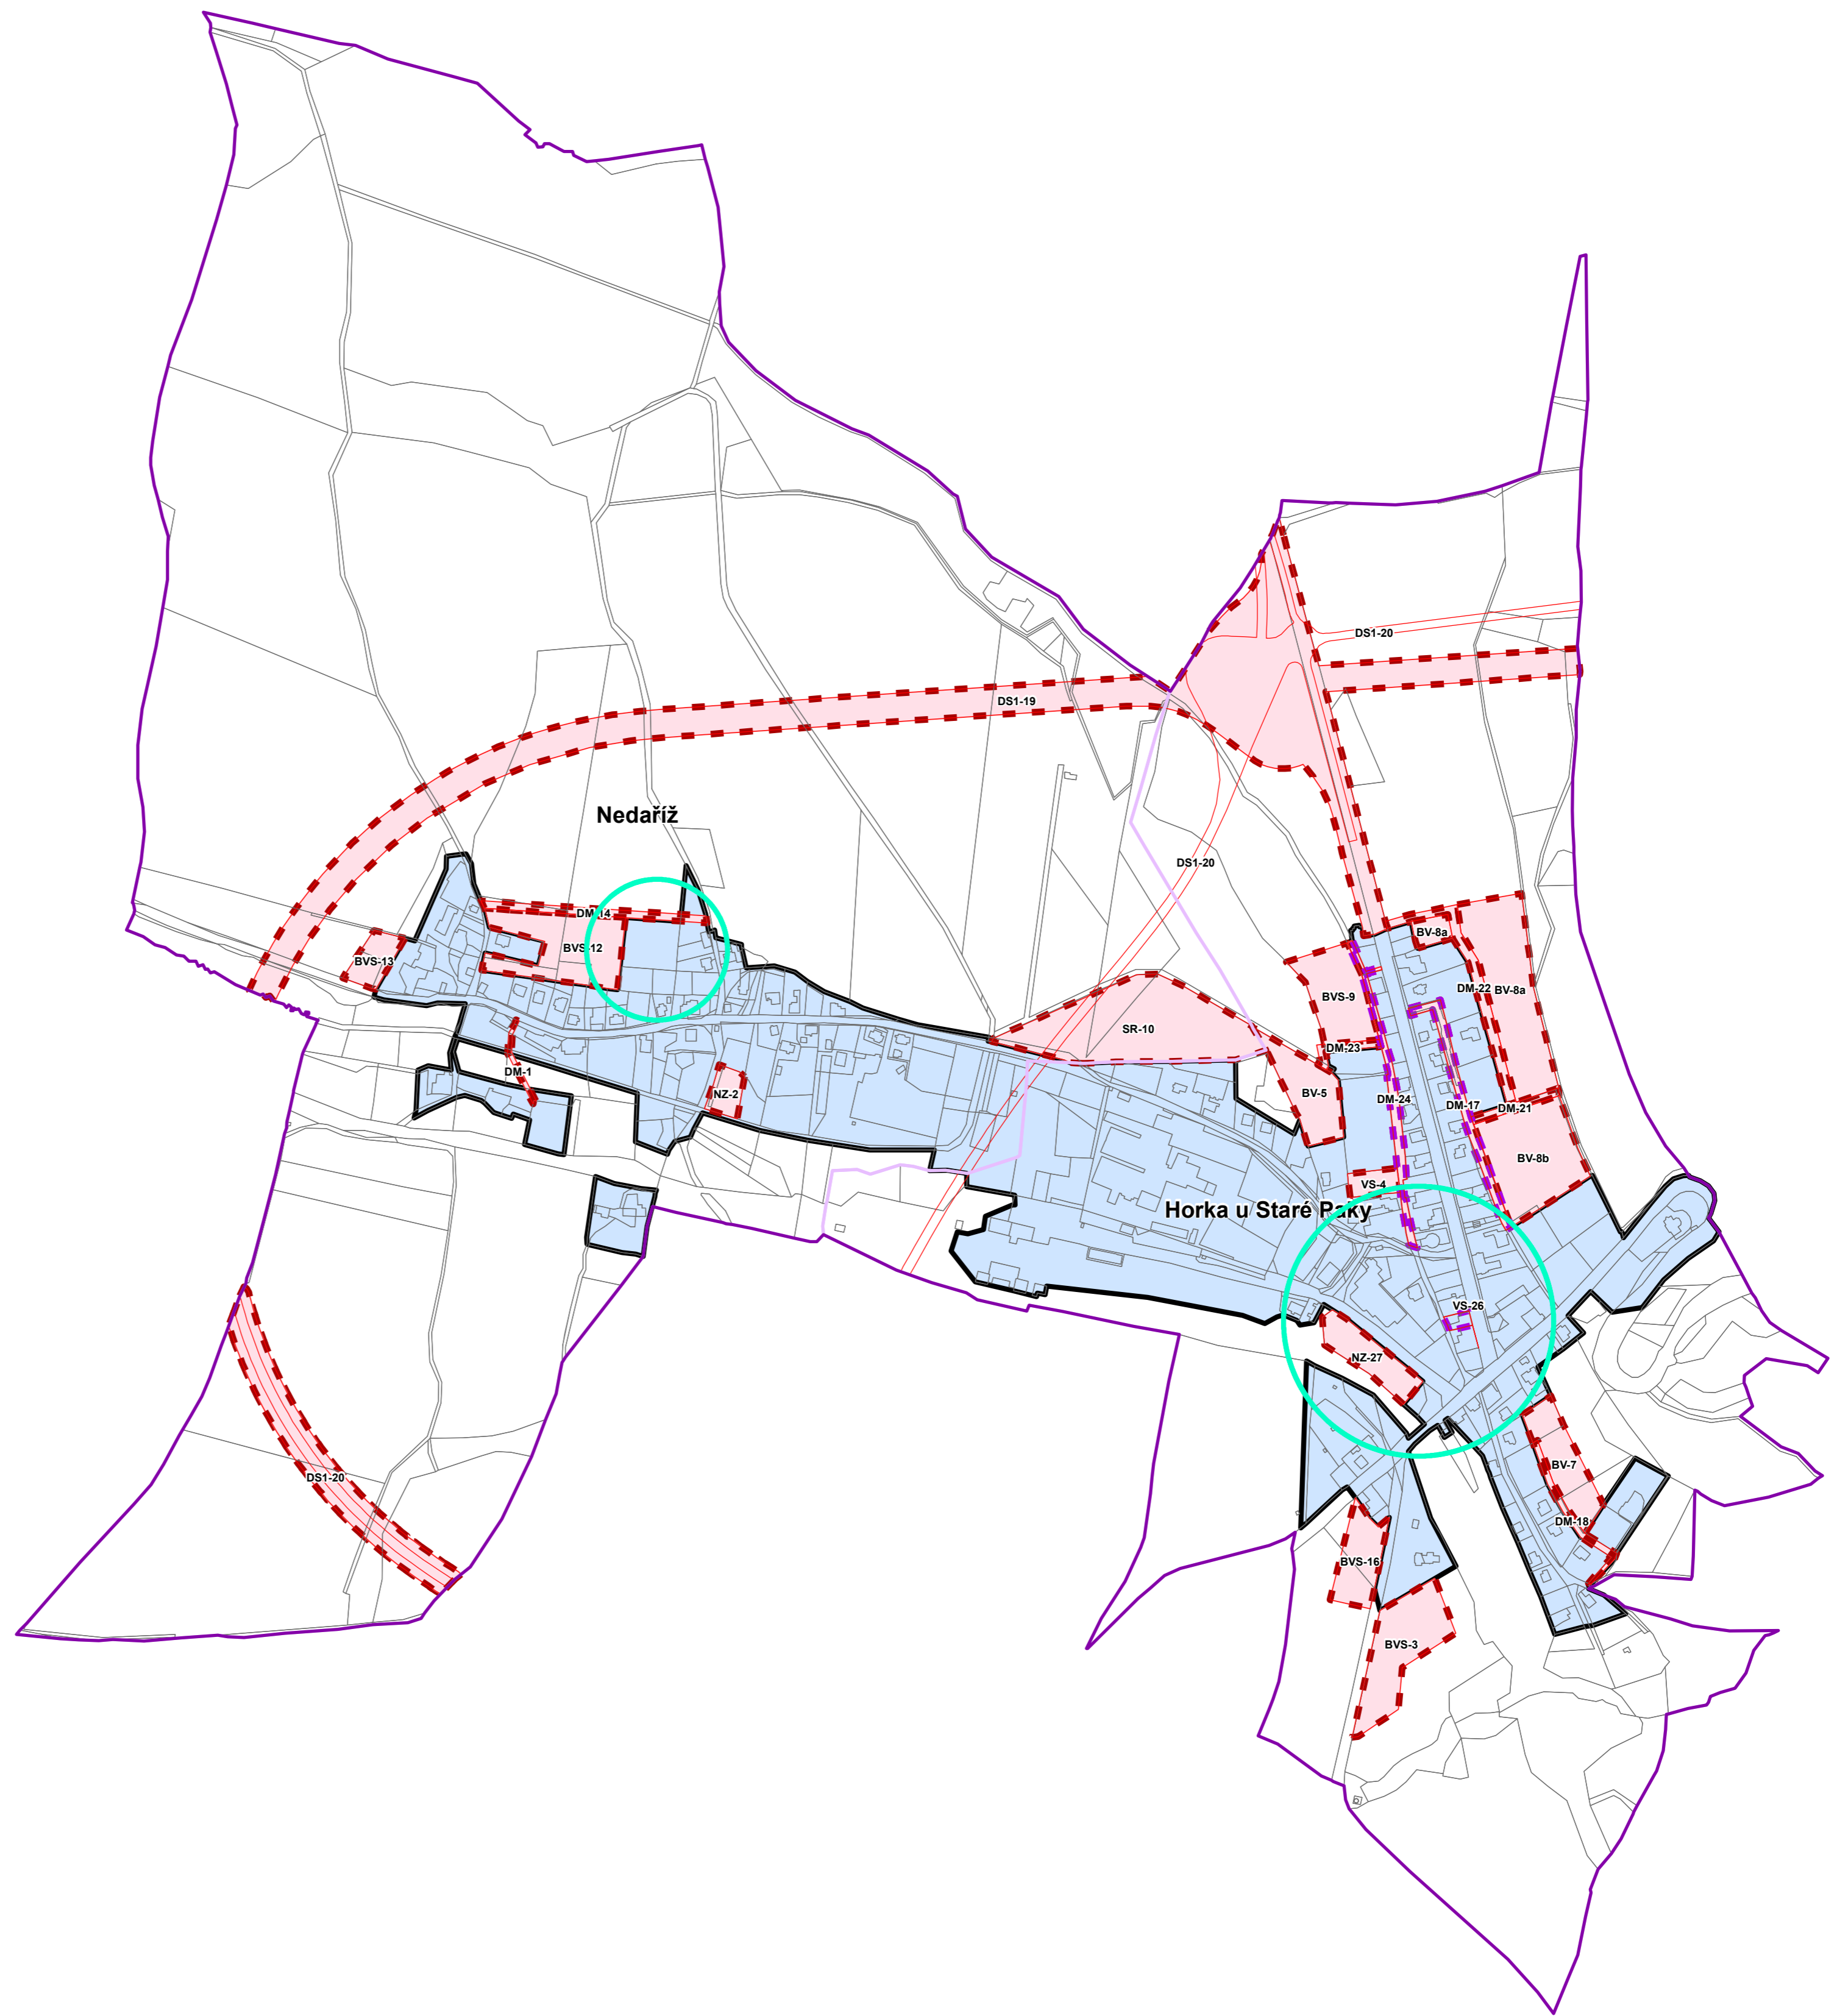 DS1-20
DS1-19
Nedaříž
DS1-20
DM-14
BV-8a
BVS-12
BVS-13
DM-22
BV-8a
BVS-9
SR-10
DM-23
DM-1
NZ-2
DM-24
DM-17
DM-21
BV-5
BV-8b
VS-4
Horka u Staré Paky
VS-26
NZ-27
BV-7
DS1-20
DM-18
BVS-16
BVS-3